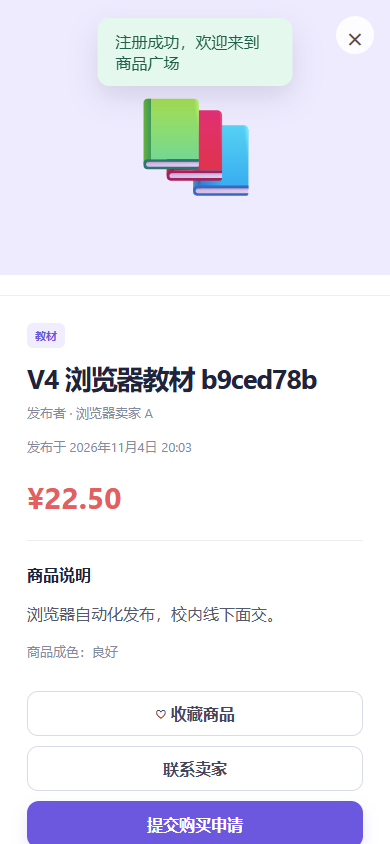 注册成功，欢迎来到
商品广场
×
教材
V4 浏览器教材 b9ced78b
发布者 · 浏览器卖家 A
发布于 2026年11月4日 20:03
¥22.50
商品说明
浏览器自动化发布，校内线下面交。
商品成色：良好
♡ 收藏商品
联系卖家
提交购买申请